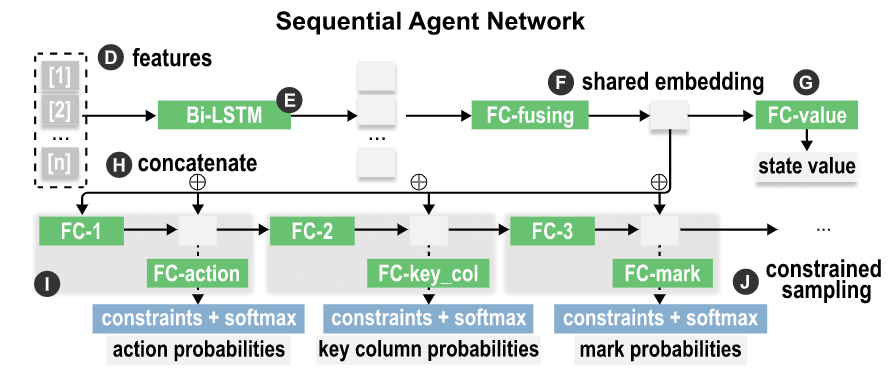 Sequential Agent Network
D features
[1]
[2]
...
[n]
Bi-LSTM
E
...
F shared embedding
FC-fusing
G
FC-value
state value
H concatenate
FC-1
FC-2
FC-3
...
FC-action
FC-key_col
FC-mark
I
J constrained
sampling
constraints + softmax
constraints + softmax
constraints + softmax
action probabilities
key column probabilities
mark probabilities